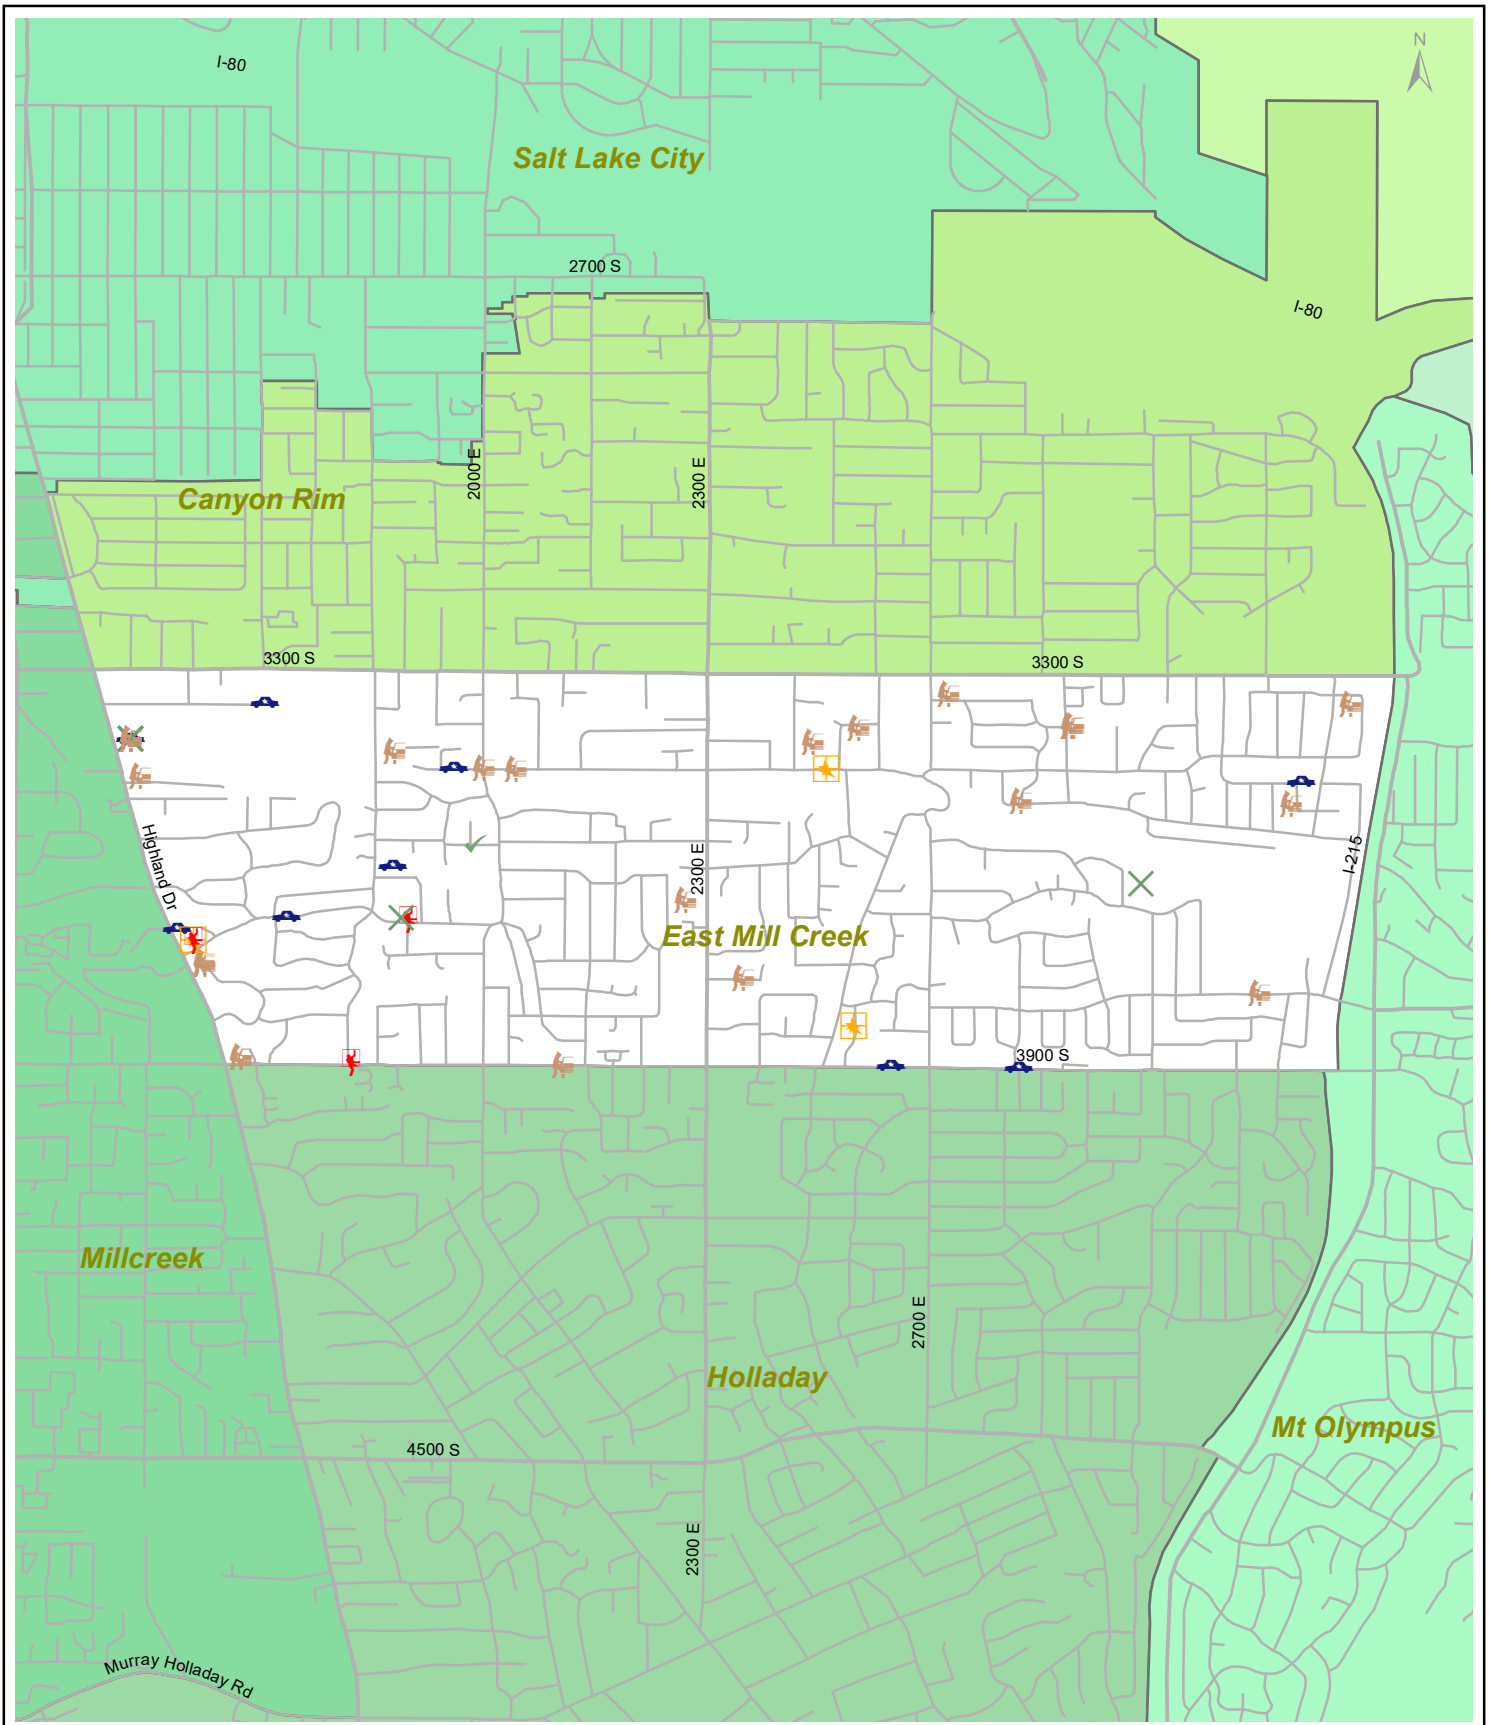 I-80
N
Salt Lake City
2700 S
I-80
2000 E
2300 E
Canyon Rim
3300 S
3300 S
Highland Dr
2300 E
I-215
East Mill Creek
3900 S
Millcreek
2700 E
Holladay
Mt Olympus
4500 S
2300 E
Murray Holladay Rd